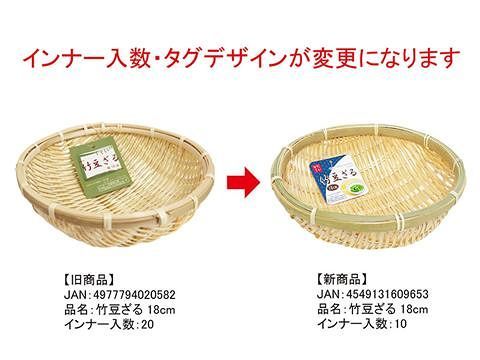 インナー入数・タグデザインが変更になります
竹豆ざる
竹豆ざる
【旧商品】
JAN：4977794020582
品名：竹豆ざる 18cm
インナー入数：20
【新商品】
JAN：4549131609653
品名：竹豆ざる 18cm
インナー入数：10